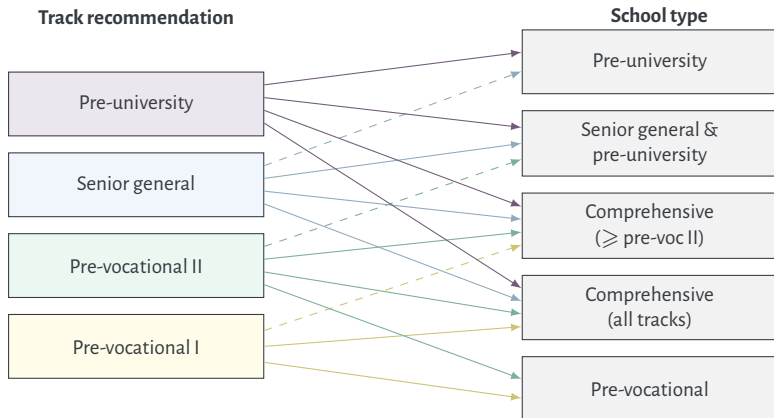 Track recommendation
School type
Pre-university
Senior general
Pre-vocational II
Pre-vocational I
Pre-university
Senior general &
pre-university
Comprehensive
(⩾ pre-voc II)
Comprehensive
(all tracks)
Pre-vocational